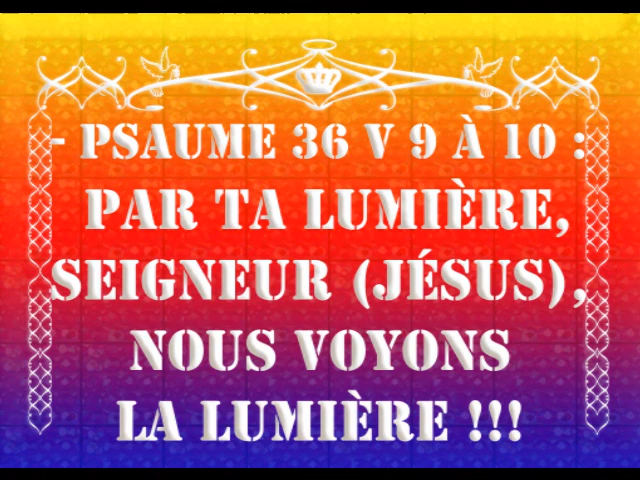 - PSAUME 36 V 9 À 10 :
PAR TA LUMIÈRE,
SEIGNEUR (JÉSUS),
NOUS VOYONS
LA LUMIÈRE !!!